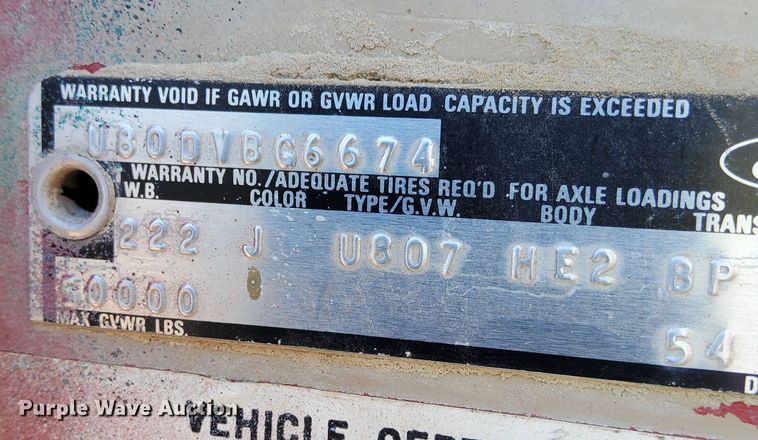 WARRANTY VOID IF GAWR OR GVWR LOAD CAPACITY IS EXCEEDED
U80DVBG6674
WARRANTY NO./ADEQUATE TIRES REQ'D FOR AXLE LOADINGS
W.B. COLOR TYPE/G.V.W. BODY TRANS
222 J U807 HE2 BP
0000
MAX GVWR LBS.
54
D
VEHICLE
Purple Wave Auction